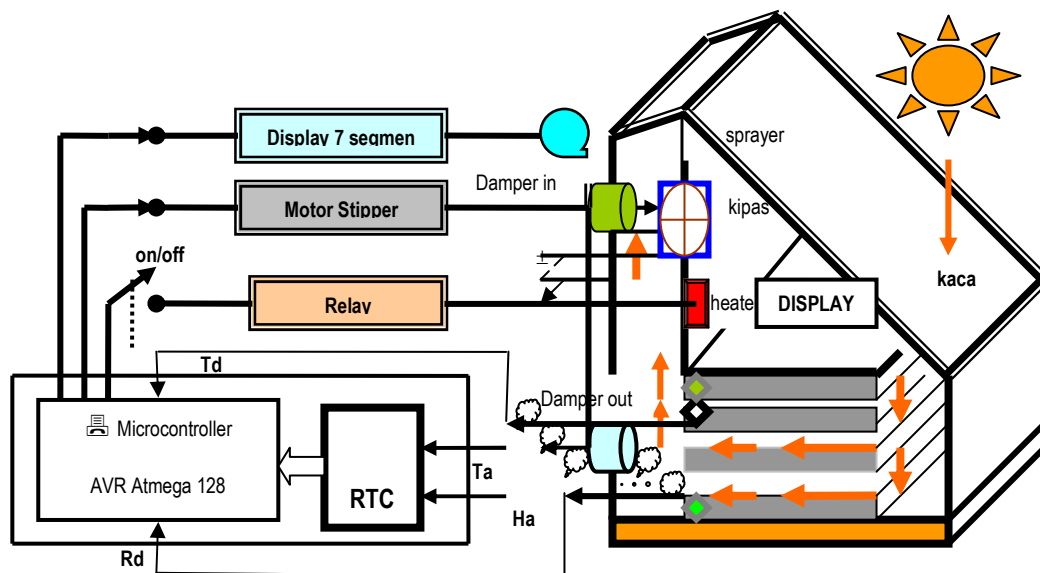 sprayer
Display 7 segmen
Damper in
kipas
Motor Stipper
on/off
±
kaca
Relay
heate
DISPLAY
Td
Damper out
Microcontroller
Ta
AVR Atmega 128
RTC
Ha
Rd